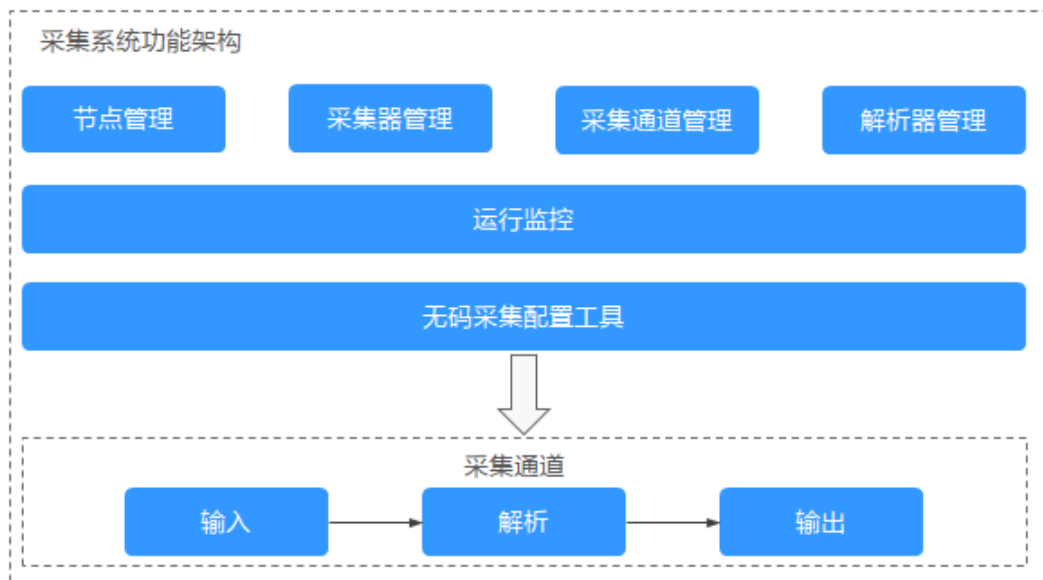 采集系统功能架构
节点管理
采集器管理
采集通道管理
解析器管理
运行监控
无码采集配置工具
采集通道
输入
解析
输出